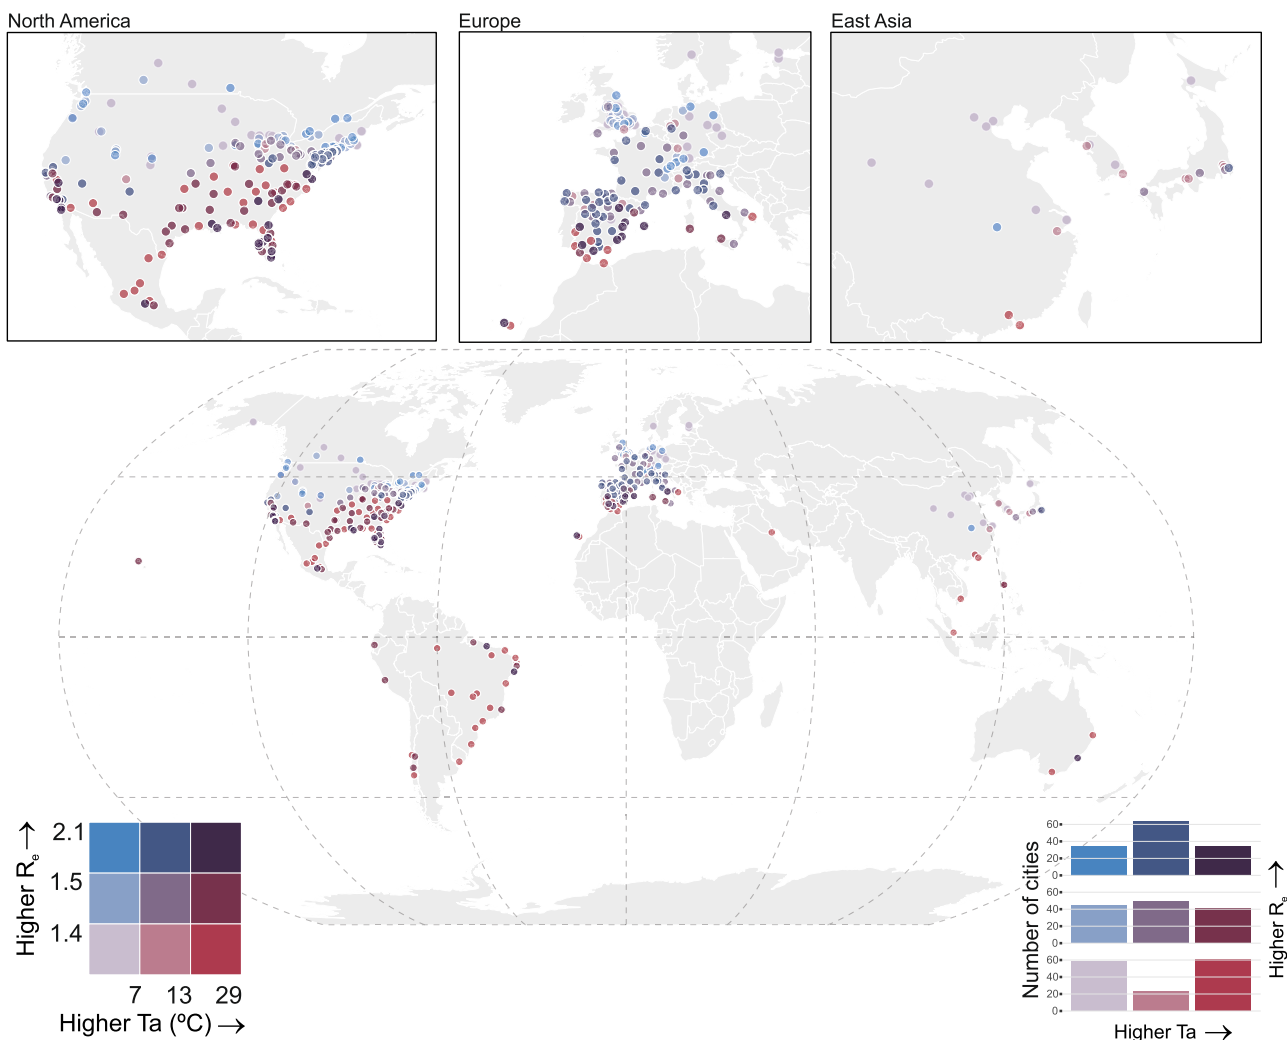 North America
Europe
East Asia
Higher Re →
2.1
1.5
1.4
7 13 29
Higher Ta (ºC) →
Number of cities
60
40
20
0
60
40
20
0
60
40
20
0
Higher Re →
Higher Ta →